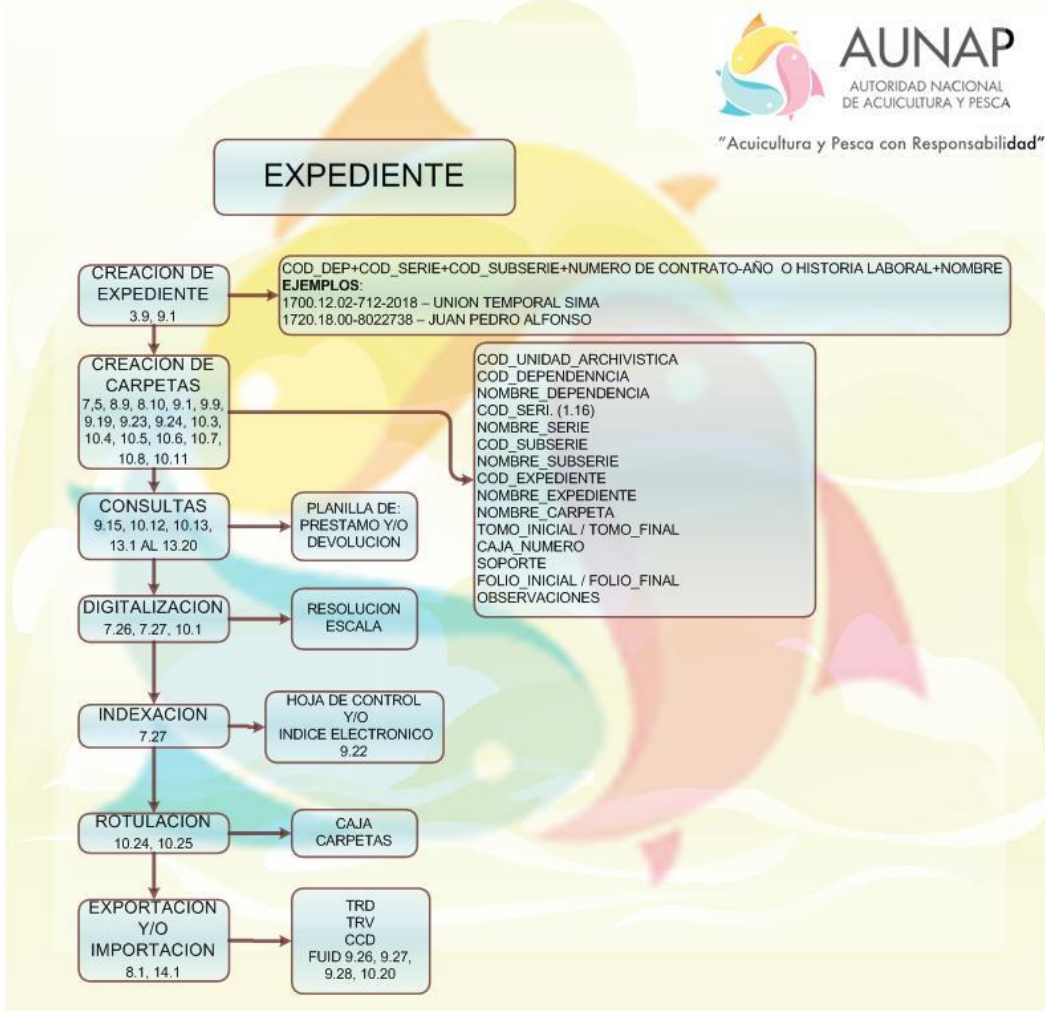 AUNAP
AUTORIDAD NACIONAL
DE ACUICULTURA Y PESCA
"Acuicultura y Pesca con Responsabilidad"
EXPEDIENTE
CREACION DE
EXPEDIENTE
3.9, 9.1
COD_DEP+COD_SERIE+COD_SUBSERIE+NUMERO DE CONTRATO-AÑO O HISTORIA LABORAL+NOMBRE
EJEMPLOS:
1700.12.02-712-2018 – UNION TEMPORAL SIMA
1720.18.00-8022738 – JUAN PEDRO ALFONSO
CREACION DE
CARPETAS
7,5, 8.9, 8.10, 9.1, 9.9,
9.19, 9.23, 9.24, 10.3,
10.4, 10.5, 10.6, 10.7,
10.8, 10.11
COD_UNIDAD_ARCHIVISTICA
COD_DEPENDENNCIA
NOMBRE_DEPENDENCIA
COD_SERI. (1.16)
NOMBRE_SERIE
COD_SUBSERIE
NOMBRE_SUBSERIE
COD_EXPEDIENTE
NOMBRE_EXPEDIENTE
NOMBRE_CARPETA
TOMO_INICIAL / TOMO_FINAL
CAJA_NUMERO
SOPORTE
FOLIO_INICIAL / FOLIO_FINAL
OBSERVACIONES
CONSULTAS
9.15, 10.12, 10.13,
13.1 AL 13.20
PLANILLA DE:
PRESTAMO Y/O
DEVOLUCION
DIGITALIZACION
7.26, 7.27, 10.1
RESOLUCION
ESCALA
INDEXACION
7.27
HOJA DE CONTROL
Y/O
INDICE ELECTRONICO
9.22
ROTULACION
10.24, 10.25
CAJA
CARPETAS
EXPORTACION
Y/O
IMPORTACION
8.1, 14.1
TRD
TRV
CCD
FUID 9.26, 9.27,
9.28, 10.20